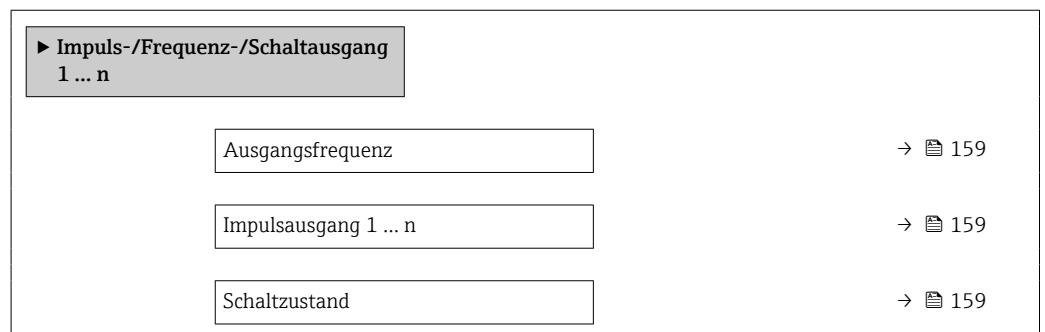 ▶ Impuls-/Frequenz-/Schaltausgang
1 ... n
Ausgangsfrequenz → 159
Impulsausgang 1 ... n → 159
Schaltzustand → 159